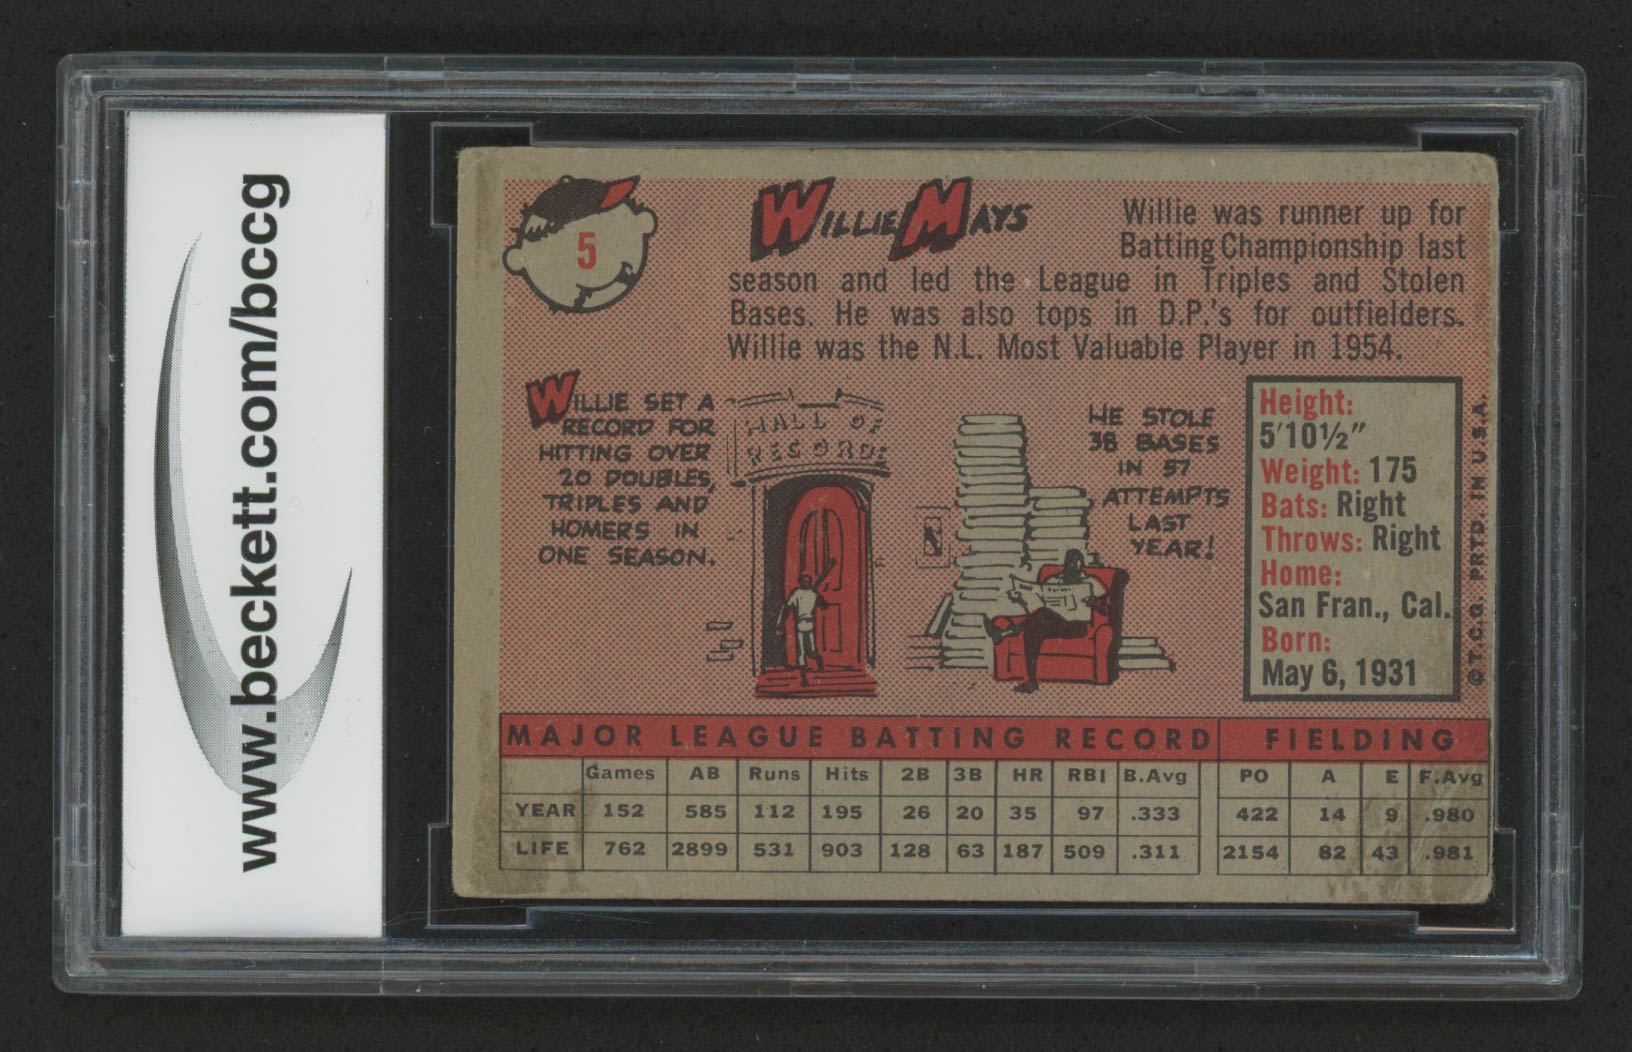 www.beckett.com/bccg
5
WILLIE MAYS
Willie was runner up for
Batting Championship last
season and led the League in Triples and Stolen
Bases. He was also tops in D.P.'s for outfielders.
Willie was the N.L. Most Valuable Player in 1954.
WILLIE SET A
RECORD FOR
HITTING OVER
20 DOUBLES,
TRIPLES AND
HOMERS IN
ONE SEASON.
HALL OF
RECORDS
HE STOLE
38 BASES
IN 57
ATTEMPTS
LAST
YEAR!
Height:
5'10½"
Weight: 175
Bats: Right
Throws: Right
Home:
San Fran., Cal.
Born:
May 6, 1931
© T.C.G. PRTD. IN U.S.A.
MAJOR LEAGUE BATTING RECORD FIELDING
Games AB Runs Hits 2B 3B HR RBI B.Avg PO A E F.Avg
YEAR 152 585 112 195 26 20 35 97 .333 422 14 9 .980
LIFE 762 2899 531 903 128 63 187 509 .311 2154 82 43 .981